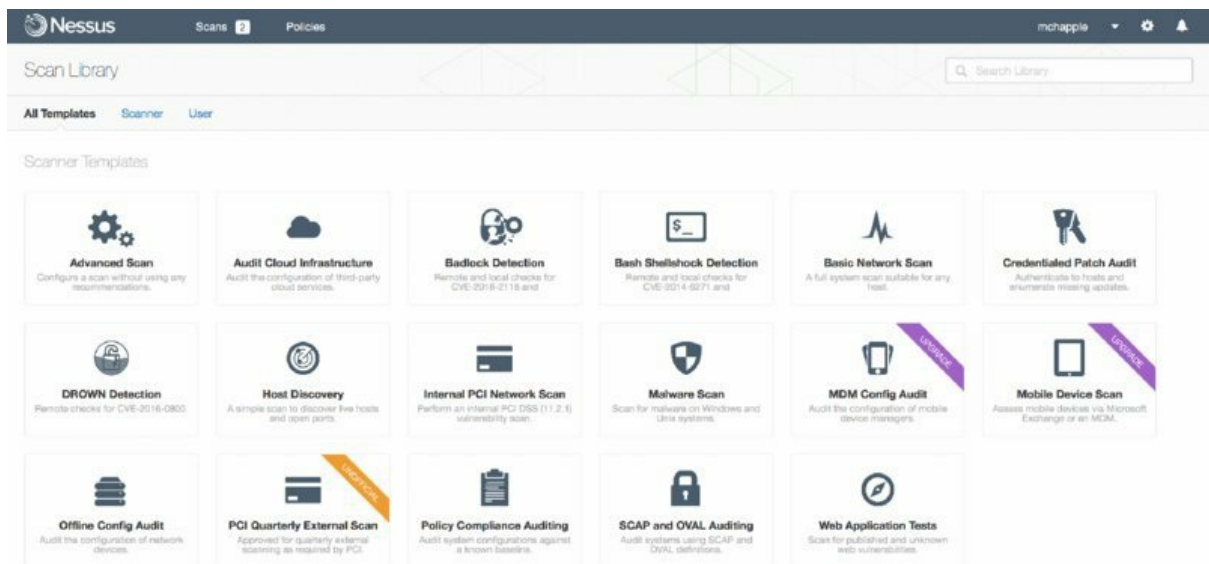 Nessus
Scans 2
Policies
mchapple
Scan Library
Search Library
All Templates
Scanner
User
Scanner Templates
$_
Advanced Scan
Configure a scan without using any
recommendations.
Audit Cloud Infrastructure
Audit the configuration of third-party
cloud services.
Badlock Detection
Remote and local checks for
CVE-2016-2118 and
Bash Shellshock Detection
Remote and local checks for
CVE-2014-6271 and
Basic Network Scan
A full system scan suitable for any
host.
Credentialed Patch Audit
Authenticate to hosts and
enumerate missing updates.
DROWN Detection
Remote checks for CVE-2016-0800.
Host Discovery
A simple scan to discover live hosts
and open ports.
Internal PCI Network Scan
Perform an internal PCI DSS (11.2.1)
vulnerability scan.
Malware Scan
Scan for malware on Windows and
Unix systems.
UPGRADE
MDM Config Audit
Audit the configuration of mobile
device managers.
UPGRADE
Mobile Device Scan
Assess mobile devices via Microsoft
Exchange or an MDM.
Offline Config Audit
Audit the configuration of network
devices.
UNOFFICIAL
PCI Quarterly External Scan
Approved for quarterly external
scanning as required by PCI.
Policy Compliance Auditing
Audit system configurations against
a known baseline.
SCAP and OVAL Auditing
Audit systems using SCAP and
OVAL definitions.
Web Application Tests
Scan for published and unknown
web vulnerabilities.